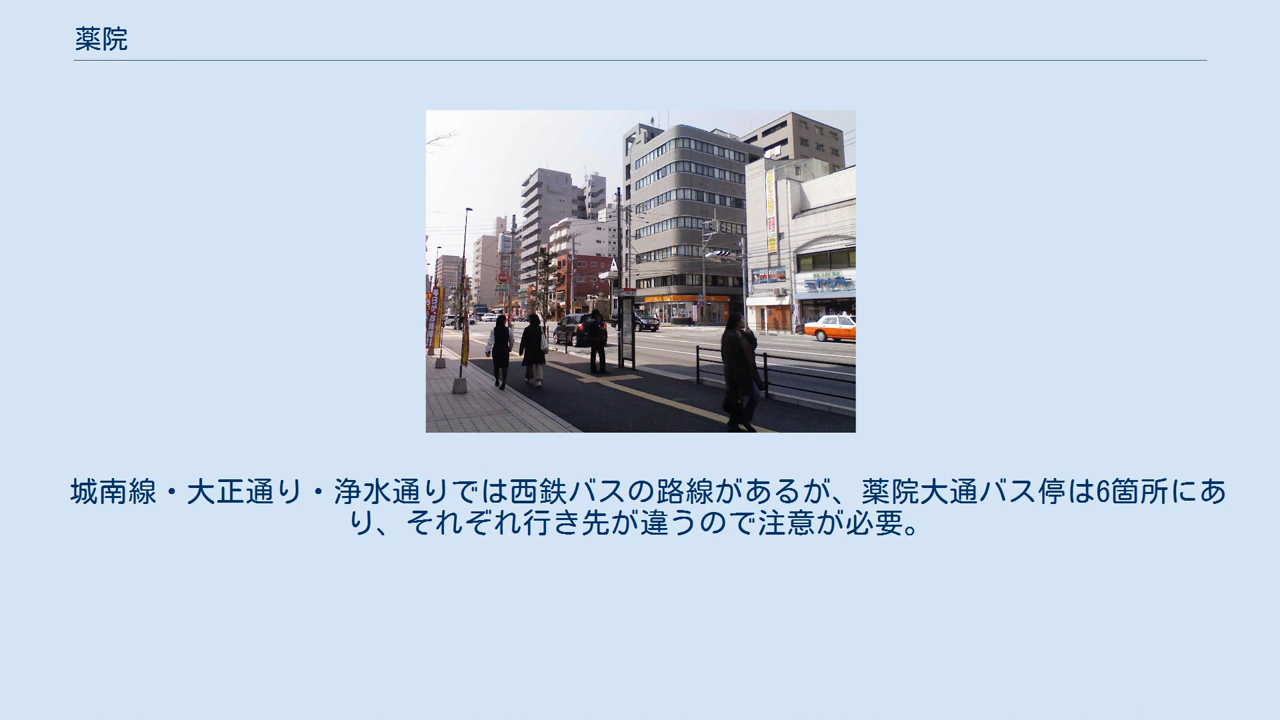 薬院
城南線・大正通り・浄水通りでは西鉄バスの路線があるが、薬院大通バス停は6箇所にあ
り、それぞれ行き先が違うので注意が必要。